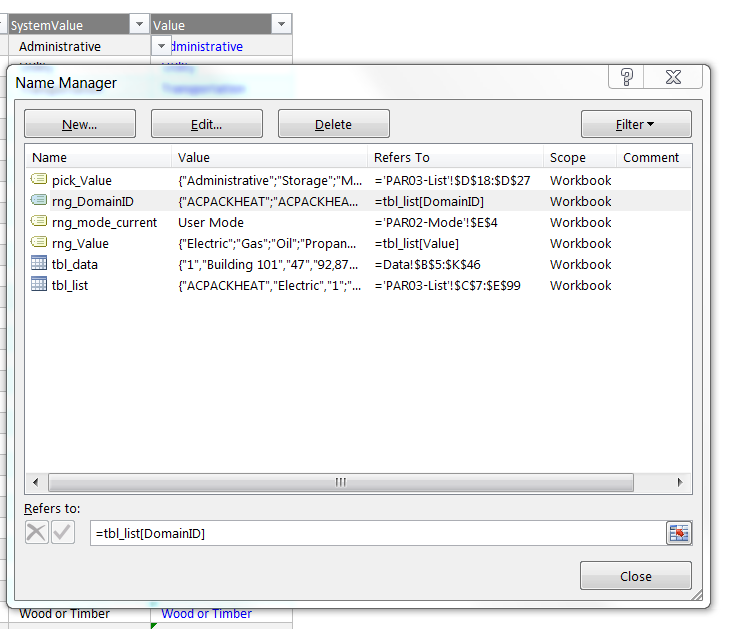 SystemValue Value
Administrative dministrative
Name Manager
New... Edit... Delete Filter
Name Value Refers To Scope Comment
pick_Value {"Administrative";"Storage";"M... ='PAR03-List'!$D$18:$D$27 Workbook
rng_DomainID {"ACPACKHEAT";"ACPACKHEA... =tbl_list[DomainID] Workbook
rng_mode_current User Mode ='PAR02-Mode'!$E$4 Workbook
rng_Value {"Electric";"Gas";"Oil";"Propan... =tbl_list[Value] Workbook
tbl_data {"1","Building 101","47","92,87... =Data!$B$5:$K$46 Workbook
tbl_list {"ACPACKHEAT","Electric","1";"... ='PAR03-List'!$C$7:$E$99 Workbook
Refers to:
=tbl_list[DomainID]
Close
Wood or Timber Wood or Timber